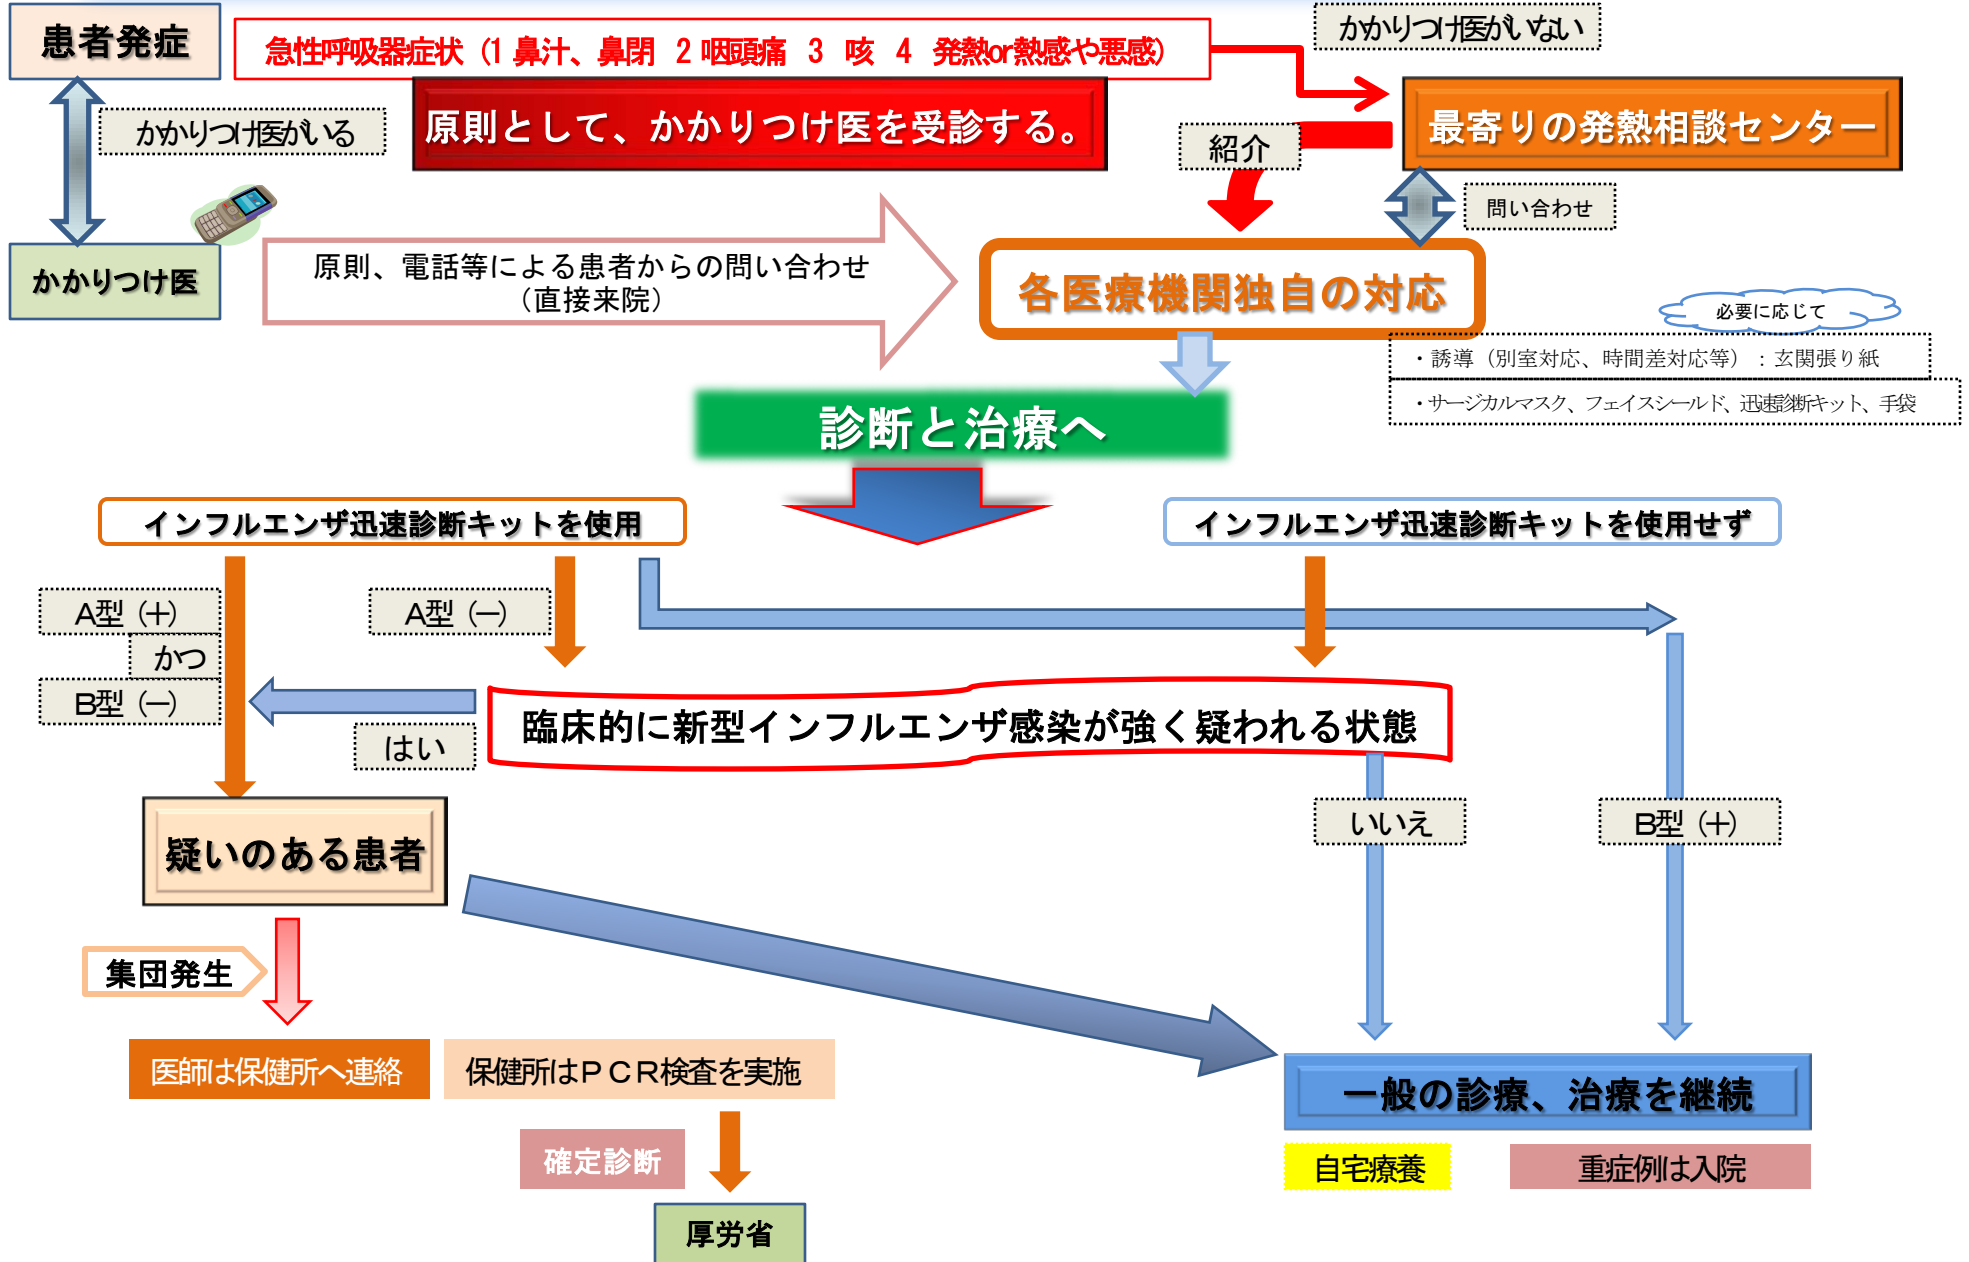 患者発症
急性呼吸器症状（1 鼻汁、鼻閉 2 咽頭痛 3 咳 4 発熱or熱感や悪感）
かかりつけ医がいない
かかりつけ医がいる
原則として、かかりつけ医を受診する。
紹介
最寄りの発熱相談センター
問い合わせ
かかりつけ医
原則、電話等による患者からの問い合わせ
（直接来院）
各医療機関独自の対応
必要に応じて
・誘導（別室対応、時間差対応等）：玄関張り紙
・サージカルマスク、フェイスシールド、迅速診断キット、手袋
診断と治療へ
インフルエンザ迅速診断キットを使用
インフルエンザ迅速診断キットを使用せず
A型（＋）
かつ
B型（－）
A型（－）
はい
臨床的に新型インフルエンザ感染が強く疑われる状態
いいえ
B型（＋）
疑いのある患者
集団発生
医師は保健所へ連絡
保健所はＰＣＲ検査を実施
確定診断
厚労省
一般の診療、治療を継続
自宅療養
重症例は入院